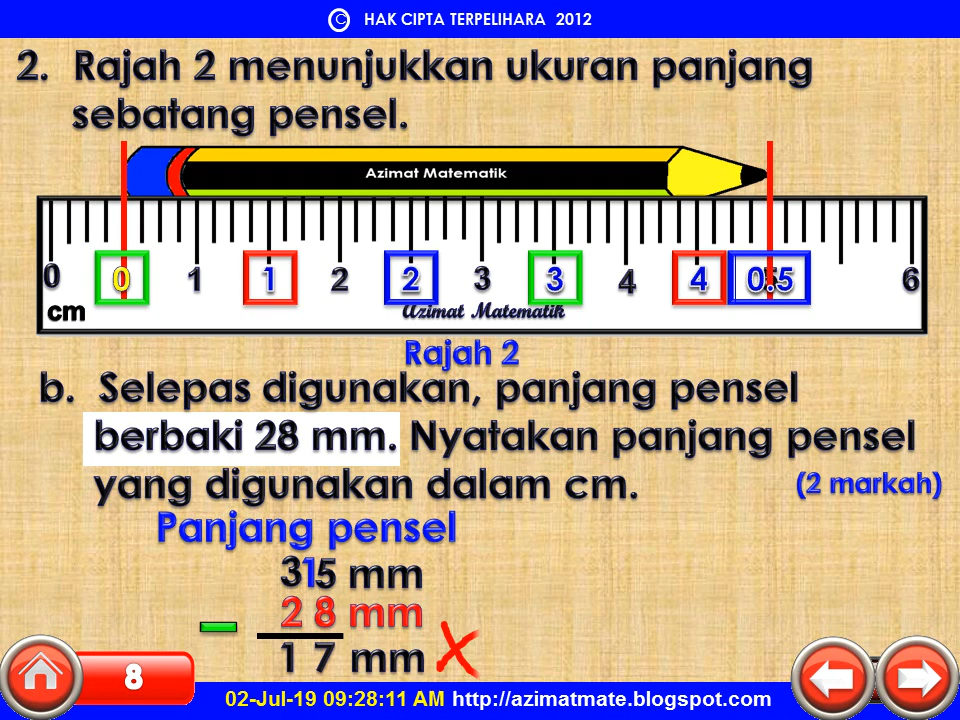 © HAK CIPTA TERPELIHARA 2012
2. Rajah 2 menunjukkan ukuran panjang
sebatang pensel.
Azimat Matematik
0 0 1 1 2 2 3 3 4 4 0.5 6
cm
Azimat Matematik
Rajah 2
b. Selepas digunakan, panjang pensel
berbaki 28 mm. Nyatakan panjang pensel
yang digunakan dalam cm.
(2 markah)
Panjang pensel
315 mm
- 2 8 mm
1 7 mm X
8
02-Jul-19 09:28:11 AM http://azimatmate.blogspot.com